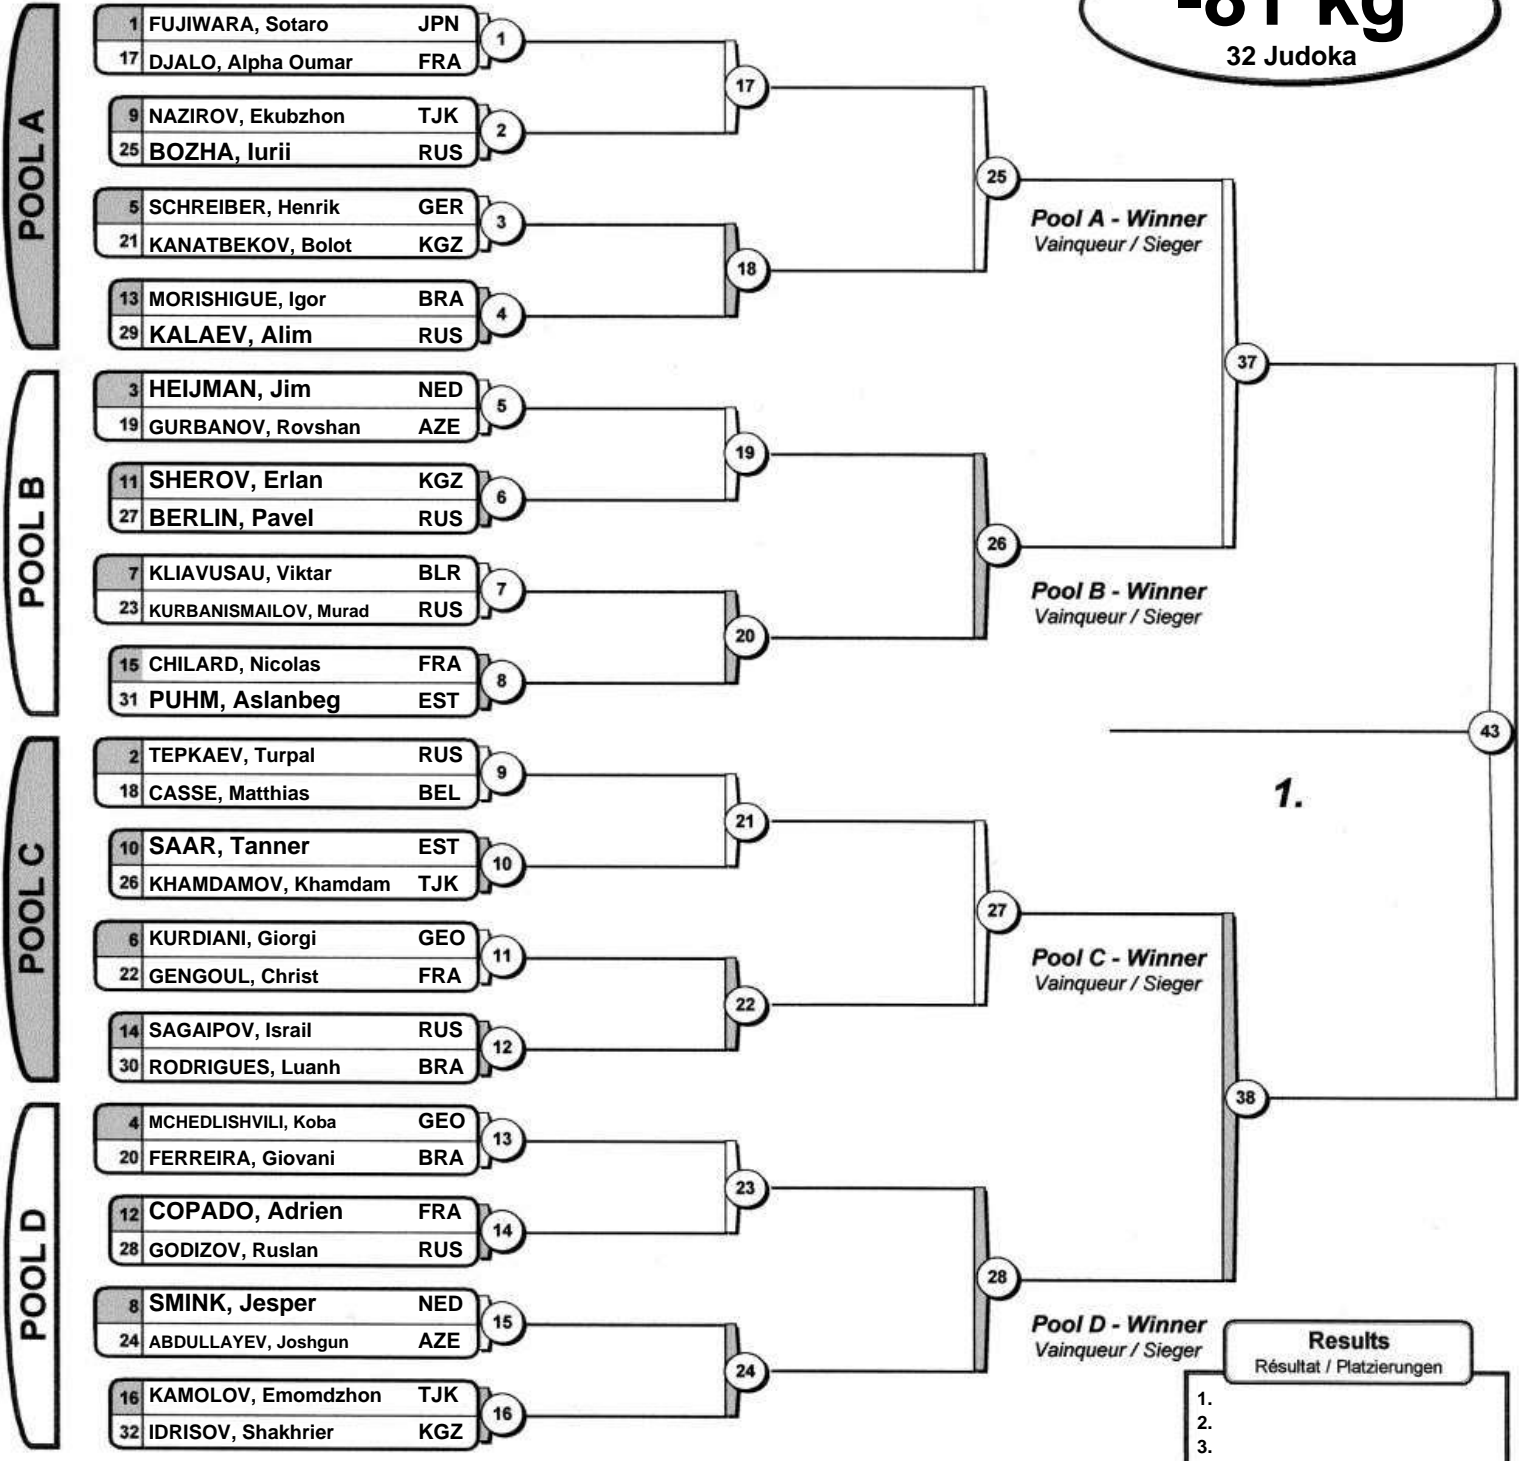 -81 kg
32 Judoka
POOL A
1 FUJIWARA, Sotaro JPN
17 DJALO, Alpha Oumar FRA
1
9 NAZIROV, Ekubzhon TJK
25 BOZHA, Iurii RUS
2
5 SCHREIBER, Henrik GER
21 KANATBEKOV, Bolot KGZ
3
13 MORISHIGUE, Igor BRA
29 KALAEV, Alim RUS
4
17
18
25
Pool A - Winner
Vainqueur / Sieger
POOL B
3 HEIJMAN, Jim NED
19 GURBANOV, Rovshan AZE
5
11 SHEROV, Erlan KGZ
27 BERLIN, Pavel RUS
6
7 KLIAVUSAU, Viktar BLR
23 KURBANISMAILOV, Murad RUS
7
15 CHILARD, Nicolas FRA
31 PUHM, Aslanbeg EST
8
19
20
26
Pool B - Winner
Vainqueur / Sieger
37
POOL C
2 TEPKAEV, Turpal RUS
18 CASSE, Matthias BEL
9
10 SAAR, Tanner EST
26 KHAMDAMOV, Khamdam TJK
10
6 KURDIANI, Giorgi GEO
22 GENGOUL, Christ FRA
11
14 SAGAIPOV, Israil RUS
30 RODRIGUES, Luanh BRA
12
21
22
27
Pool C - Winner
Vainqueur / Sieger
43
1.
POOL D
4 MCHEDLISHVILI, Koba GEO
20 FERREIRA, Giovani BRA
13
12 COPADO, Adrien FRA
28 GODIZOV, Ruslan RUS
14
8 SMINK, Jesper NED
24 ABDULLAYEV, Joshgun AZE
15
16 KAMOLOV, Emomdzhon TJK
32 IDRISOV, Shakhrier KGZ
16
23
24
28
Pool D - Winner
Vainqueur / Sieger
38
Results
Résultat / Platzierungen
1.
2.
3.